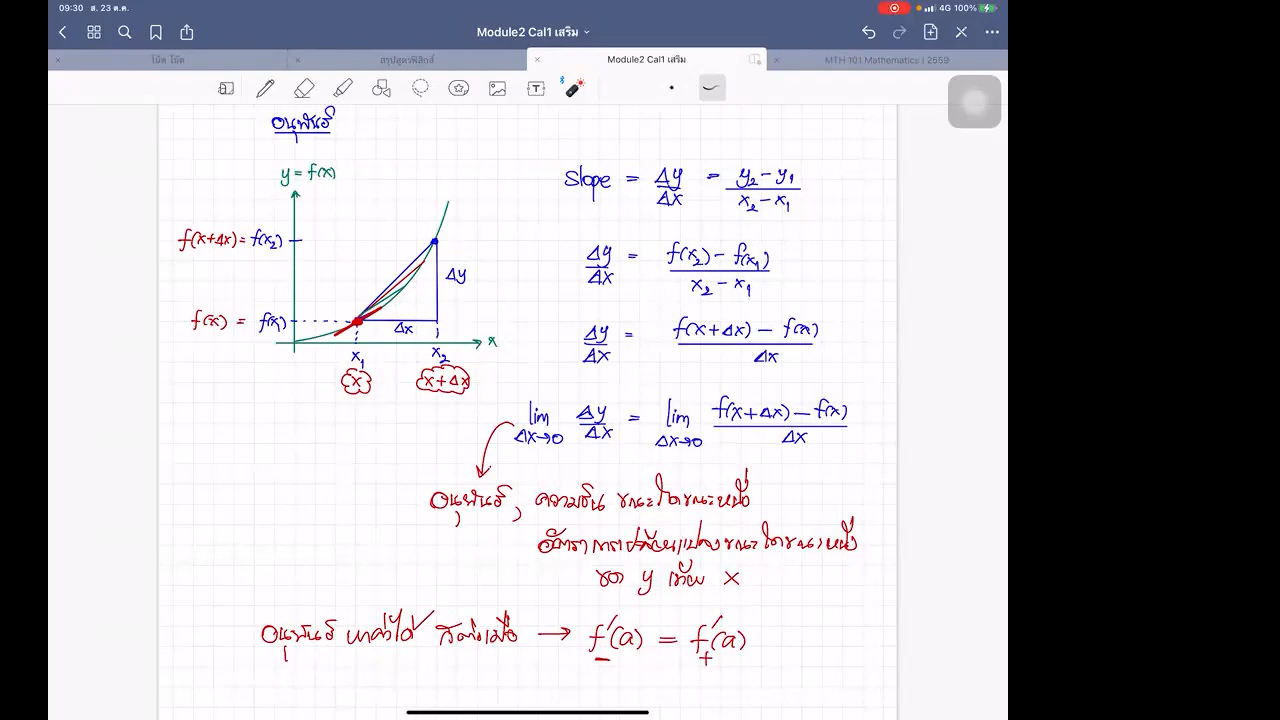 09:30 ส. 23 ต.ค.
4G 100%
Module2 Cal1 เสริม
โน๊ต โน๊ต
สรุปสูตรฟิสิกส์
Module2 Cal1 เสริม
MTH 101 Mathematics I 2559
อนุพันธ์
y = f(x)
f(x+Δx) = f(x₂)
f(x) = f(x₁)
Δy
Δx
x
x₁ x₂
x x+Δx
Slope = Δy/Δx = (y₂ - y₁)/(x₂ - x₁)
Δy/Δx = (f(x₂) - f(x₁))/(x₂ - x₁)
Δy/Δx = (f(x+Δx) - f(x))/Δx
lim Δx→0 Δy/Δx = lim Δx→0 (f(x+Δx) - f(x))/Δx
อนุพันธ์, ความชัน ขณะใดขณะหนึ่ง
อัตราการเปลี่ยนแปลงขณะใดขณะหนึ่ง
ของ y เทียบ x
อนุพันธ์ หาค่าได้ ✓ ก็ต่อเมื่อ → f₋′(a) = f₊′(a)